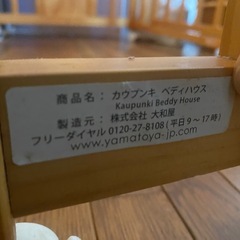 商品名： カウプンキ ベディハウス
Kaupunki Beddy House
製造元： 株式会社 大和屋
フリーダイヤル 0120-27-8108 (平日9～17時)
www.yamatoya-jp.com